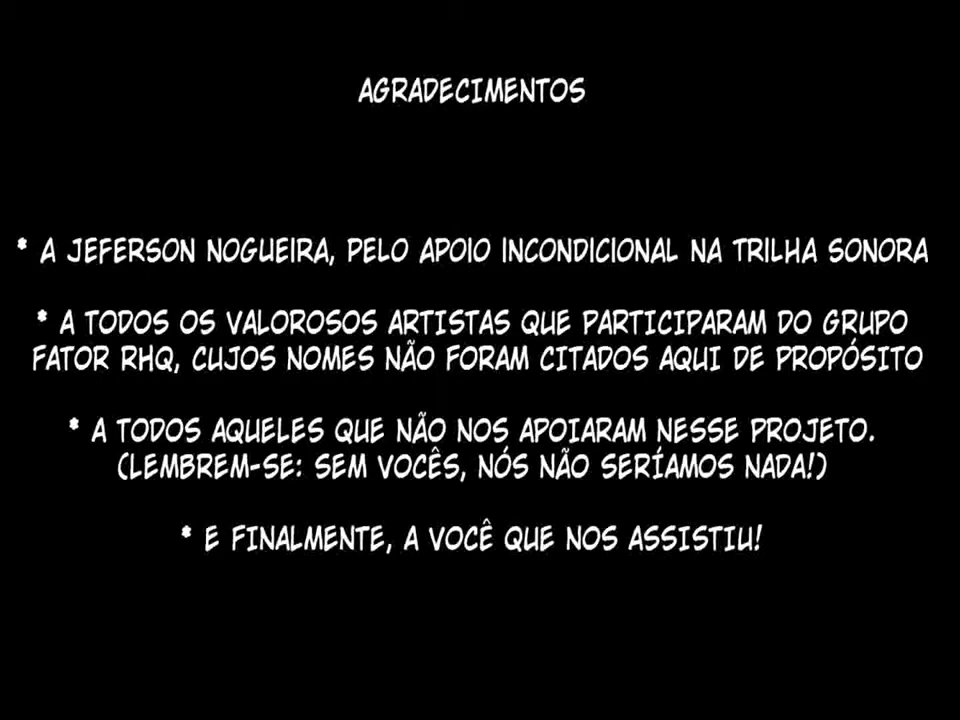 AGRADECIMENTOS
* A JEFERSON NOGUEIRA, PELO APOIO INCONDICIONAL NA TRILHA SONORA
* A TODOS OS VALOROSOS ARTISTAS QUE PARTICIPARAM DO GRUPO
FATOR RHQ, CUJOS NOMES NÃO FORAM CITADOS AQUI DE PROPÓSITO
* A TODOS AQUELES QUE NÃO NOS APOIARAM NESSE PROJETO.
(LEMBREM-SE: SEM VOCÊS, NÓS NÃO SERÍAMOS NADA!)
* E FINALMENTE, A VOCÊ QUE NOS ASSISTIU!